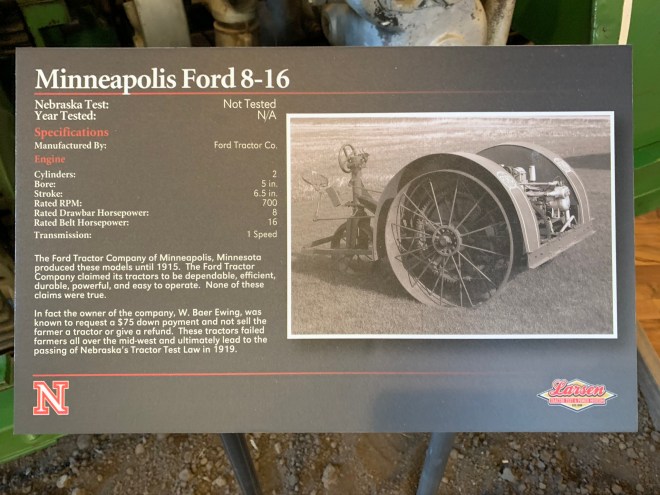 Minneapolis Ford 8-16
Nebraska Test: Not Tested
Year Tested: N/A
Specifications
Manufactured By: Ford Tractor Co.
Engine
Cylinders: 2
Bore: 5 in.
Stroke: 6.5 in.
Rated RPM: 700
Rated Drawbar Horsepower: 8
Rated Belt Horsepower: 16
Transmission: 1 Speed
The Ford Tractor Company of Minneapolis, Minnesota
produced these models until 1915. The Ford Tractor
Company claimed its tractors to be dependable, efficient,
durable, powerful, and easy to operate. None of these
claims were true.
In fact the owner of the company, W. Baer Ewing, was
known to request a $75 down payment and not sell the
farmer a tractor or give a refund. These tractors failed
farmers all over the mid-west and ultimately lead to the
passing of Nebraska's Tractor Test Law in 1919.
N
Larsen